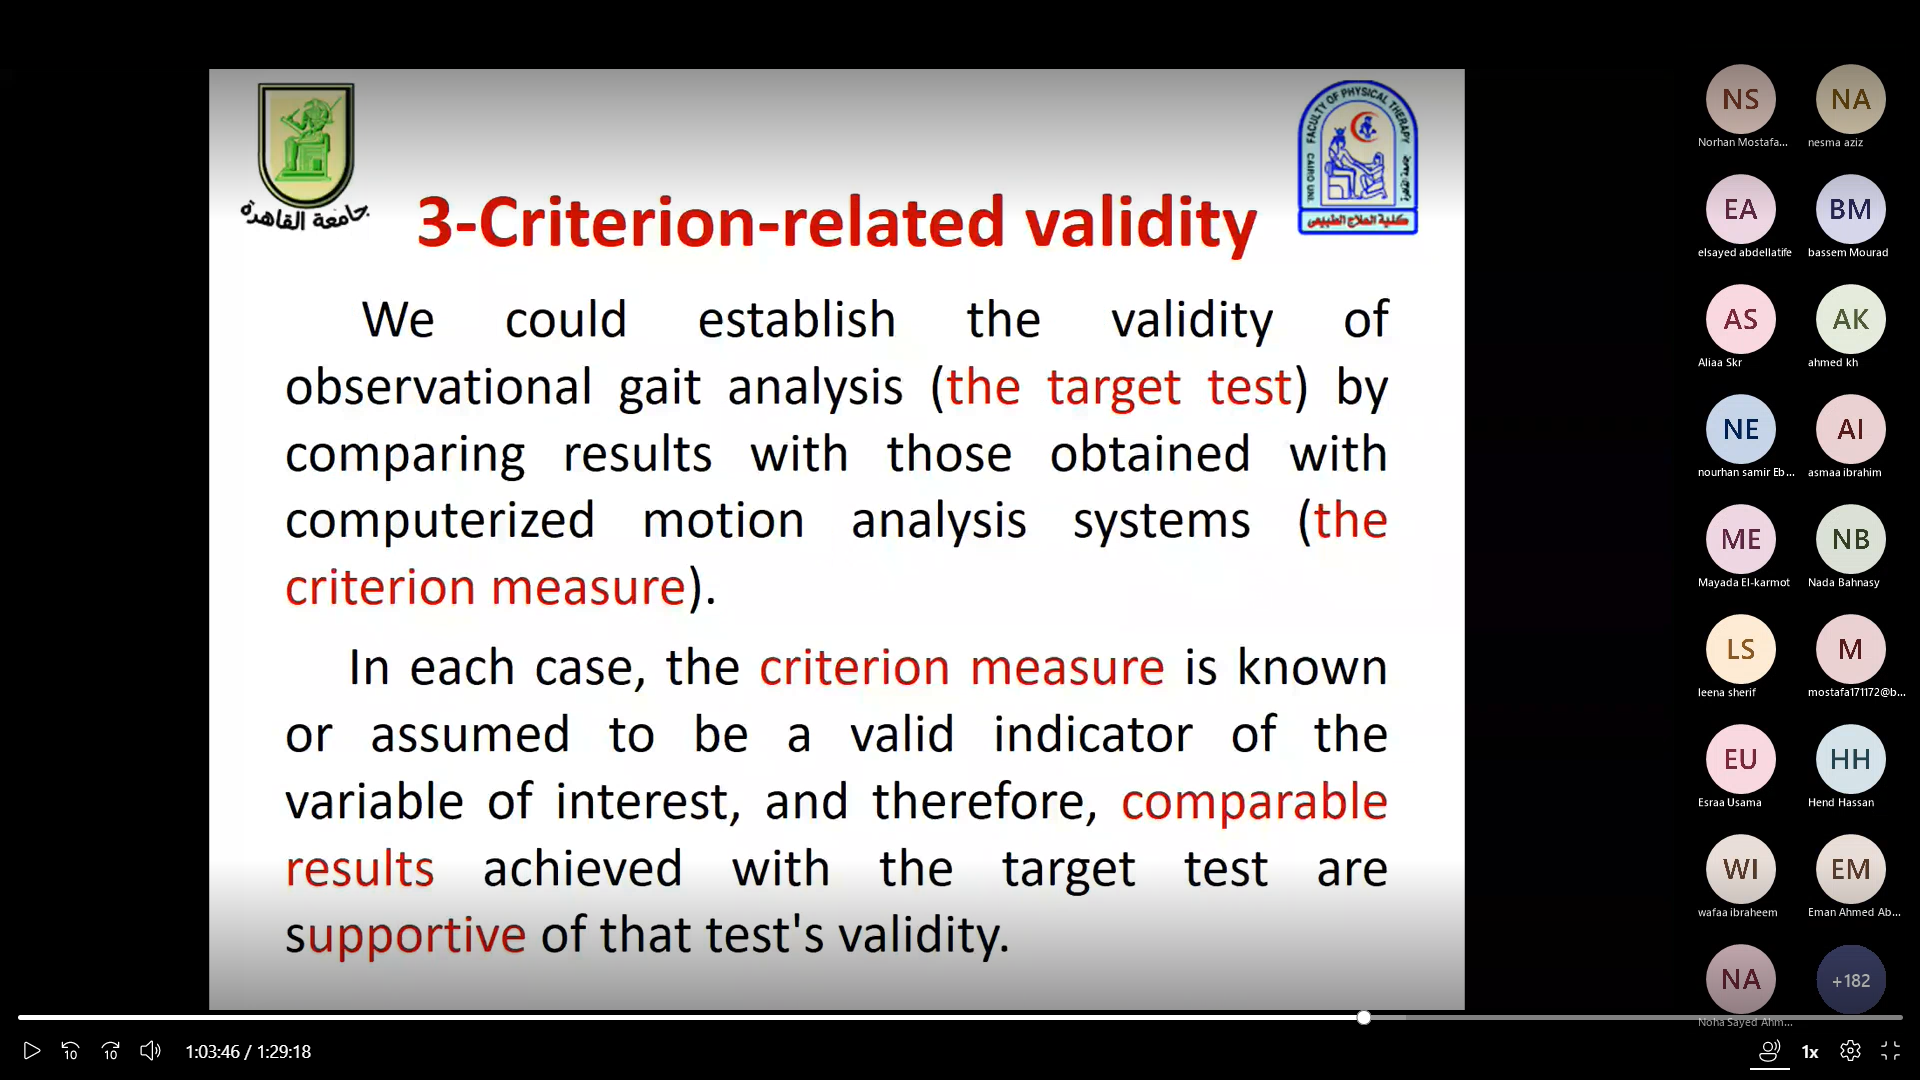 جامعة القاهرة
FACULTY OF PHYSICAL THERAPY
CAIRO UNI.
كلية العلاج الطبيعى
3-Criterion-related validity
We could establish the validity of
observational gait analysis (the target test) by
comparing results with those obtained with
computerized motion analysis systems (the
criterion measure).
In each case, the criterion measure is known
or assumed to be a valid indicator of the
variable of interest, and therefore, comparable
results achieved with the target test are
supportive of that test's validity.
NS
NA
Norhan Mostafa...
nesma aziz
EA
BM
elsayed abdellatife
bassem Mourad
AS
AK
Aliaa Skr
ahmed kh
NE
AI
nourhan samir Eb...
asmaa ibrahim
ME
NB
Mayada El-karmot
Nada Bahnasy
LS
M
leena sherif
mostafa171172@b...
EU
HH
Esraa Usama
Hend Hassan
WI
EM
wafaa ibraheem
Eman Ahmed Ab...
NA
+182
Noha Sayed Ahm...
10
10
1:03:46 / 1:29:18
1x